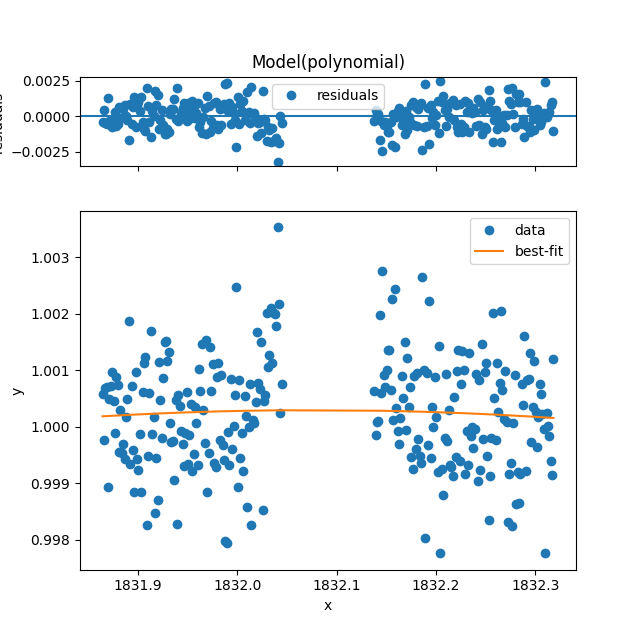 Model(polynomial)
0.0025
0.0000
−0.0025
residuals
residuals
1.003
1.002
1.001
1.000
0.999
0.998
y
data
best-fit
1831.9
1832.0
1832.1
1832.2
1832.3
x